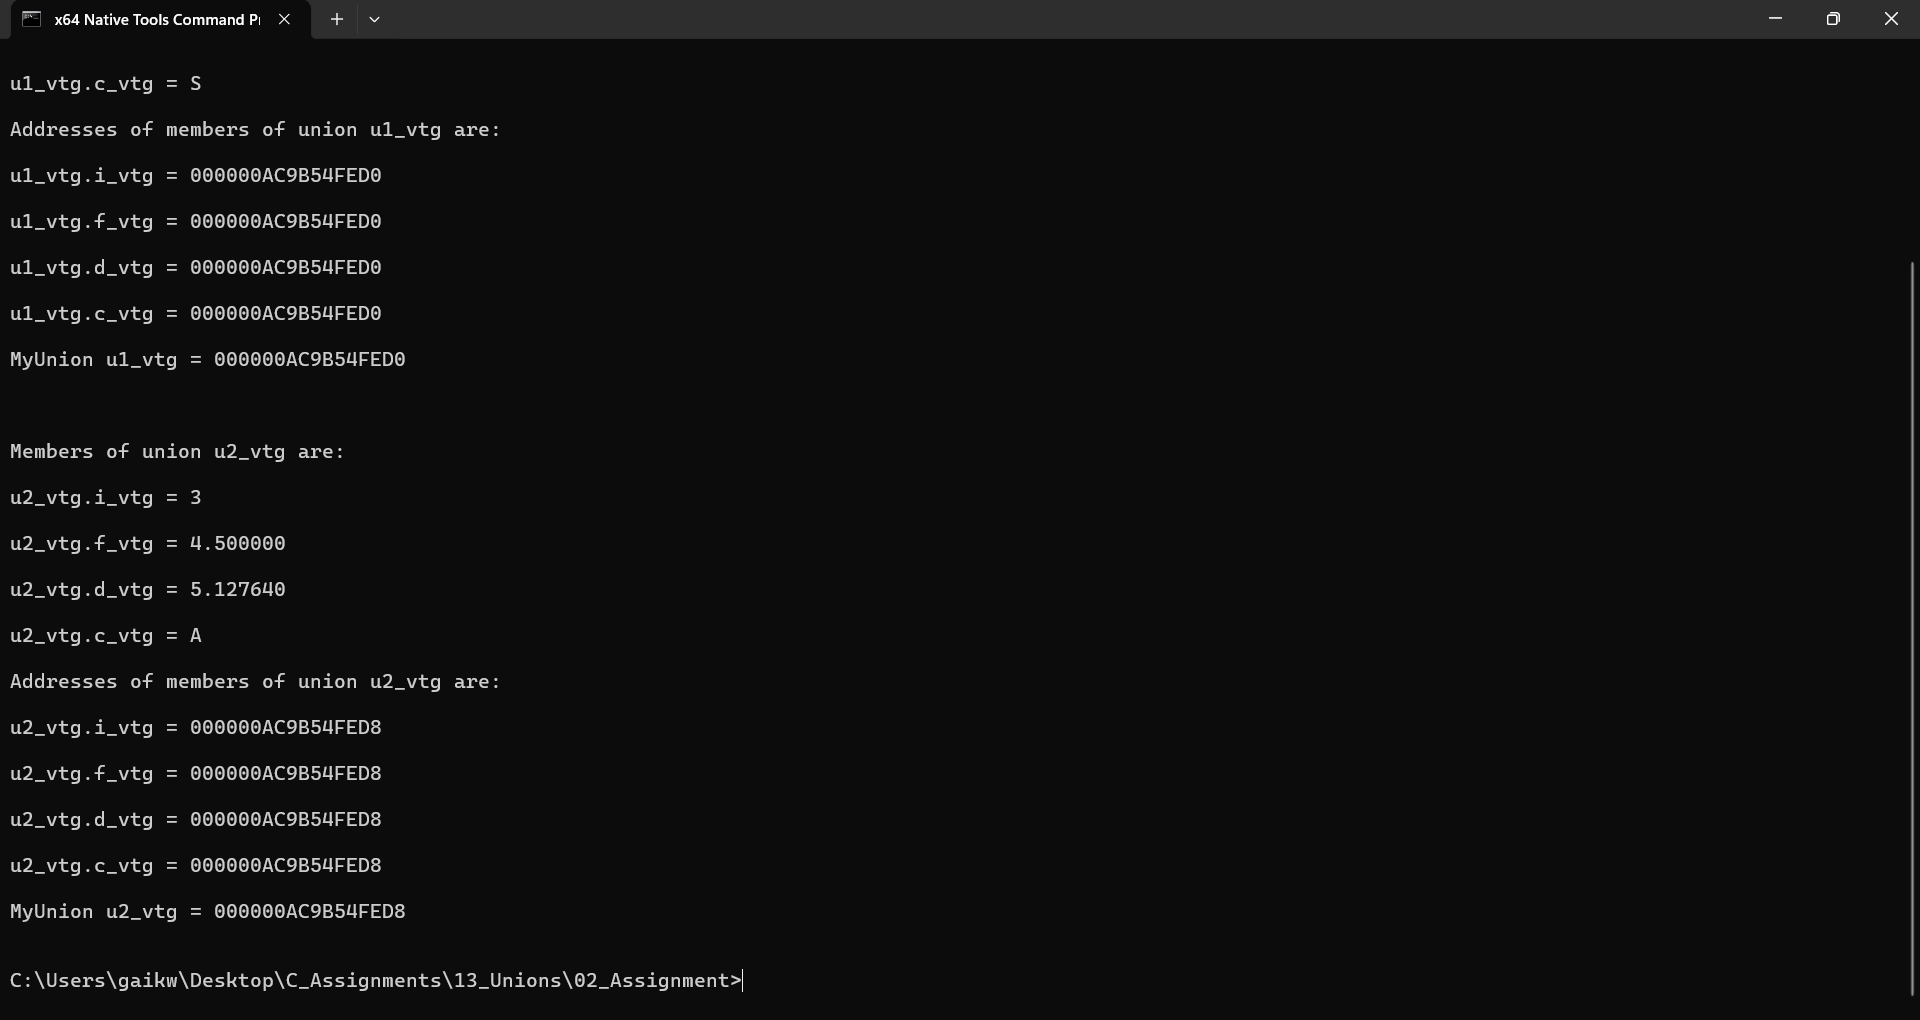 x64 Native Tools Command Pr
u1_vtg.c_vtg = S
Addresses of members of union u1_vtg are:
u1_vtg.i_vtg = 000000AC9B54FED0
u1_vtg.f_vtg = 000000AC9B54FED0
u1_vtg.d_vtg = 000000AC9B54FED0
u1_vtg.c_vtg = 000000AC9B54FED0
MyUnion u1_vtg = 000000AC9B54FED0
Members of union u2_vtg are:
u2_vtg.i_vtg = 3
u2_vtg.f_vtg = 4.500000
u2_vtg.d_vtg = 5.127640
u2_vtg.c_vtg = A
Addresses of members of union u2_vtg are:
u2_vtg.i_vtg = 000000AC9B54FED8
u2_vtg.f_vtg = 000000AC9B54FED8
u2_vtg.d_vtg = 000000AC9B54FED8
u2_vtg.c_vtg = 000000AC9B54FED8
MyUnion u2_vtg = 000000AC9B54FED8
C:\Users\gaikw\Desktop\C_Assignments\13_Unions\02_Assignment>